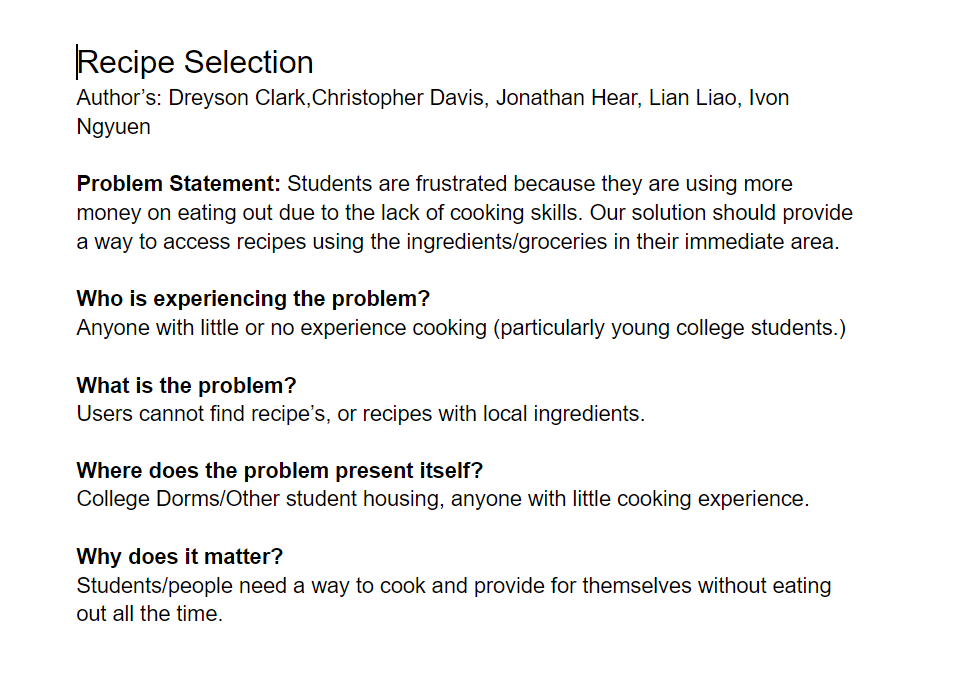 Recipe Selection
Author’s: Dreyson Clark,Christopher Davis, Jonathan Hear, Lian Liao, Ivon
Ngyuen
Problem Statement: Students are frustrated because they are using more
money on eating out due to the lack of cooking skills. Our solution should provide
a way to access recipes using the ingredients/groceries in their immediate area.
Who is experiencing the problem?
Anyone with little or no experience cooking (particularly young college students.)
What is the problem?
Users cannot find recipe’s, or recipes with local ingredients.
Where does the problem present itself?
College Dorms/Other student housing, anyone with little cooking experience.
Why does it matter?
Students/people need a way to cook and provide for themselves without eating
out all the time.